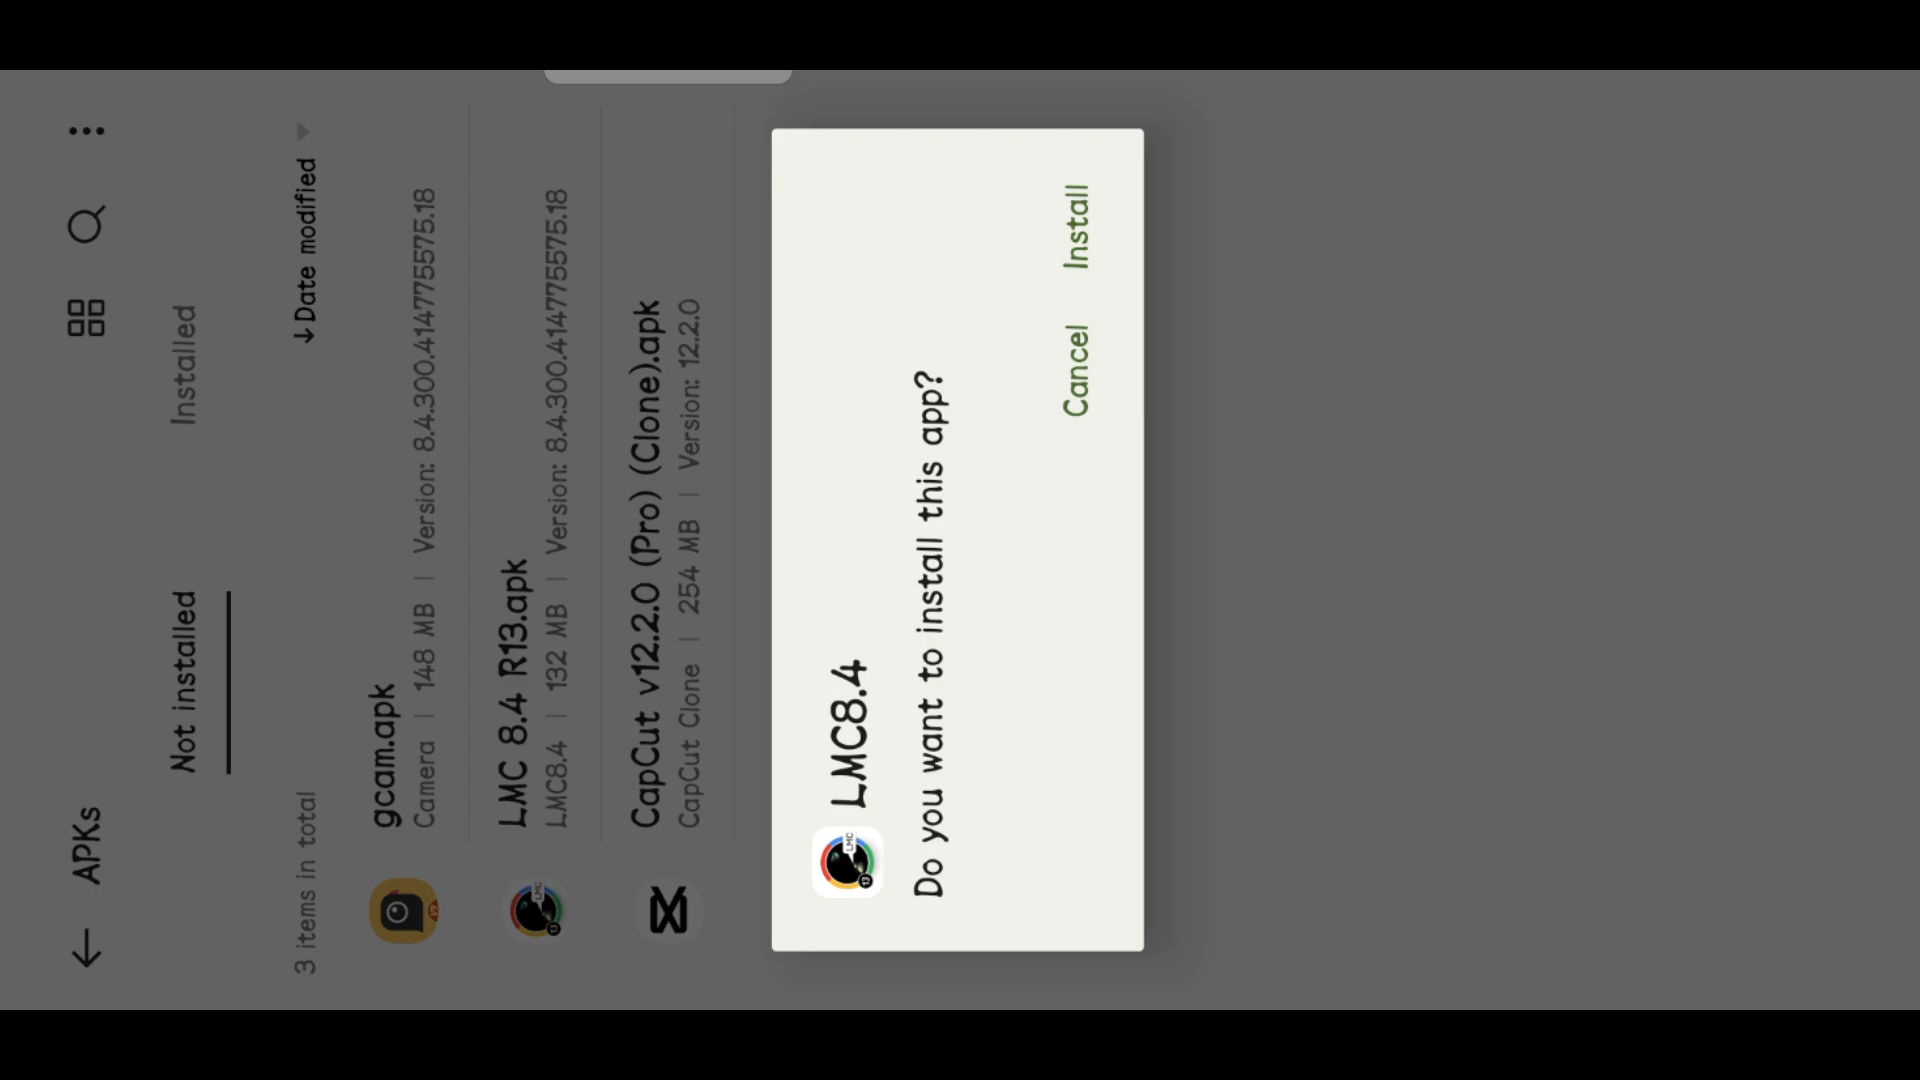 APKs
Not installed
Installed
3 items in total
↓Date modified
gcam.apk
Camera | 148 MB | Version: 8.4.300.414775575.18
LMC 8.4 R13.apk
LMC8.4 | 132 MB | Version: 8.4.300.414775575.18
CapCut v12.2.0 (Pro) (Clone).apk
CapCut Clone | 254 MB | Version: 12.2.0
LMC
13
LMC8.4
Do you want to install this app?
Cancel
Install